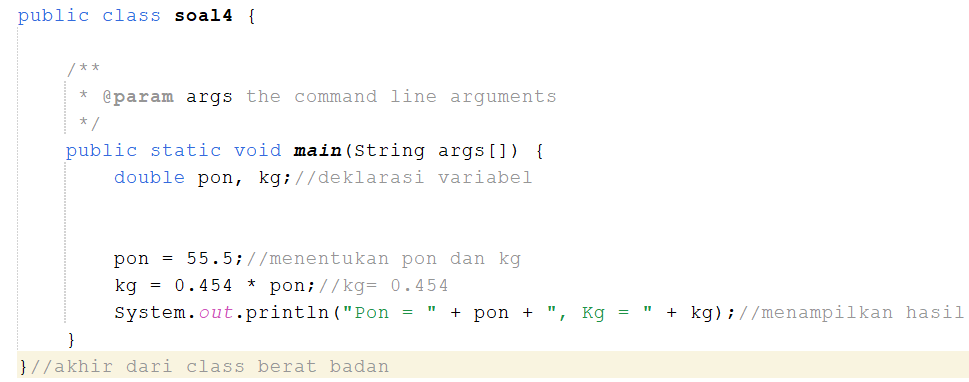 public class soal4 {
/**
* @param args the command line arguments
*/
public static void main(String args[]) {
double pon, kg;//deklarasi variabel
pon = 55.5;//menentukan pon dan kg
kg = 0.454 * pon;//kg= 0.454
System.out.println("Pon = " + pon + ", Kg = " + kg);//menampilkan hasil
}
}//akhir dari class berat badan